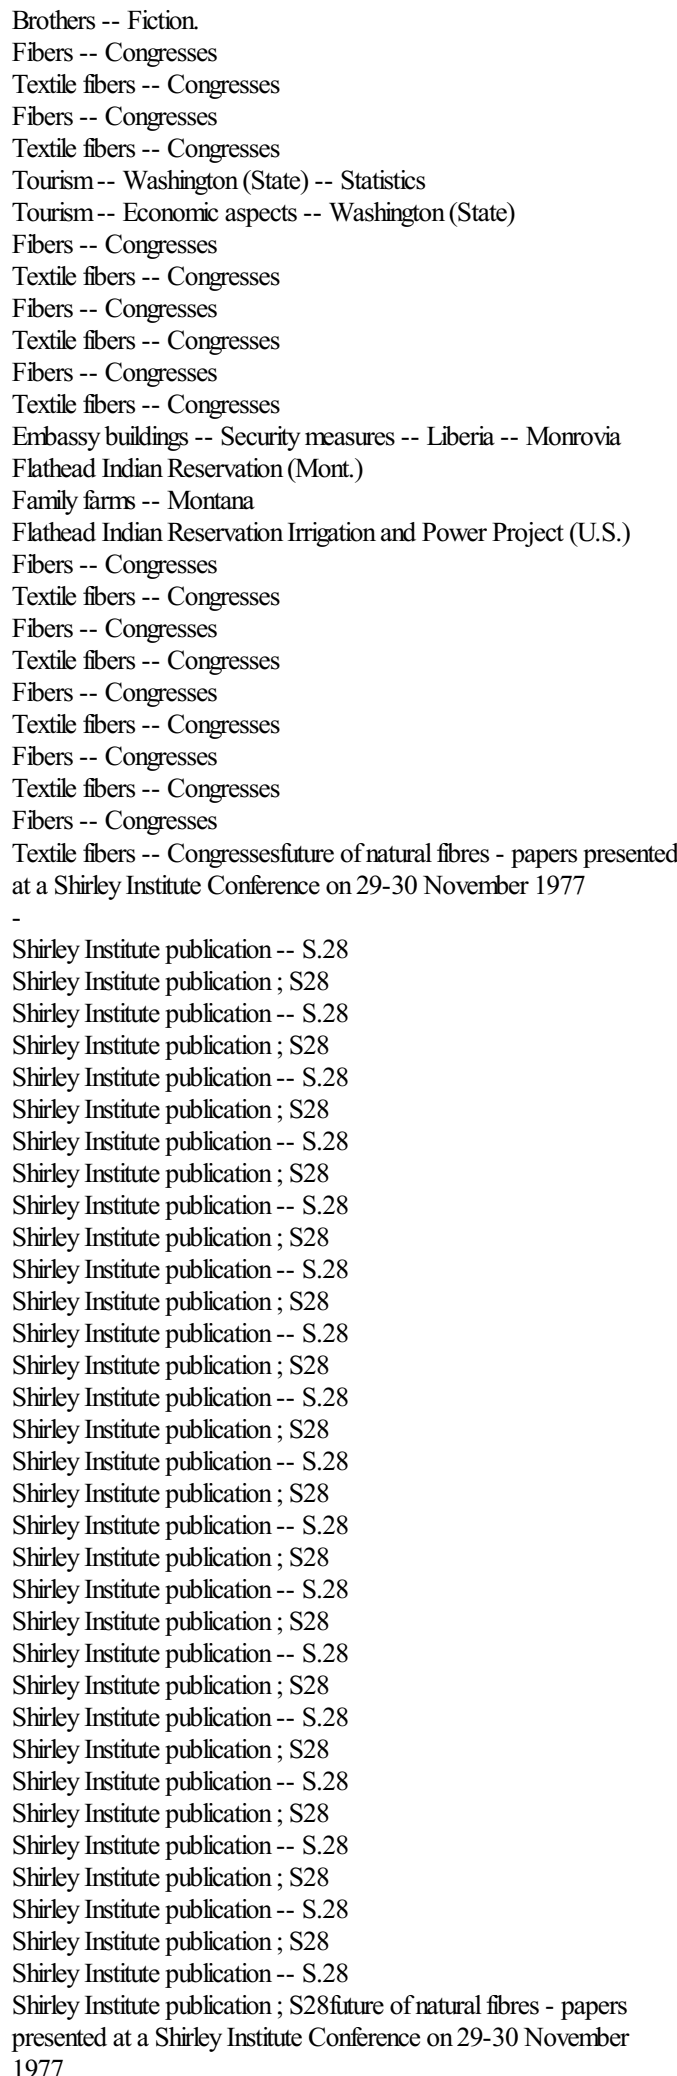 Brothers -- Fiction.
Fibers -- Congresses
Textile fibers -- Congresses
Fibers -- Congresses
Textile fibers -- Congresses
Tourism -- Washington (State) -- Statistics
Tourism -- Economic aspects -- Washington (State)
Fibers -- Congresses
Textile fibers -- Congresses
Fibers -- Congresses
Textile fibers -- Congresses
Fibers -- Congresses
Textile fibers -- Congresses
Embassy buildings -- Security measures -- Liberia -- Monrovia
Flathead Indian Reservation (Mont.)
Family farms -- Montana
Flathead Indian Reservation Irrigation and Power Project (U.S.)
Fibers -- Congresses
Textile fibers -- Congresses
Fibers -- Congresses
Textile fibers -- Congresses
Fibers -- Congresses
Textile fibers -- Congresses
Fibers -- Congresses
Textile fibers -- Congresses
Fibers -- Congresses
Textile fibers -- Congressesfuture of natural fibres - papers presented
at a Shirley Institute Conference on 29-30 November 1977
-
Shirley Institute publication -- S.28
Shirley Institute publication ; S28
Shirley Institute publication -- S.28
Shirley Institute publication ; S28
Shirley Institute publication -- S.28
Shirley Institute publication ; S28
Shirley Institute publication -- S.28
Shirley Institute publication ; S28
Shirley Institute publication -- S.28
Shirley Institute publication ; S28
Shirley Institute publication -- S.28
Shirley Institute publication ; S28
Shirley Institute publication -- S.28
Shirley Institute publication ; S28
Shirley Institute publication -- S.28
Shirley Institute publication ; S28
Shirley Institute publication -- S.28
Shirley Institute publication ; S28
Shirley Institute publication -- S.28
Shirley Institute publication ; S28
Shirley Institute publication -- S.28
Shirley Institute publication ; S28
Shirley Institute publication -- S.28
Shirley Institute publication ; S28
Shirley Institute publication -- S.28
Shirley Institute publication ; S28
Shirley Institute publication -- S.28
Shirley Institute publication ; S28
Shirley Institute publication -- S.28
Shirley Institute publication ; S28
Shirley Institute publication -- S.28
Shirley Institute publication ; S28
Shirley Institute publication -- S.28
Shirley Institute publication ; S28future of natural fibres - papers
presented at a Shirley Institute Conference on 29-30 November
1977